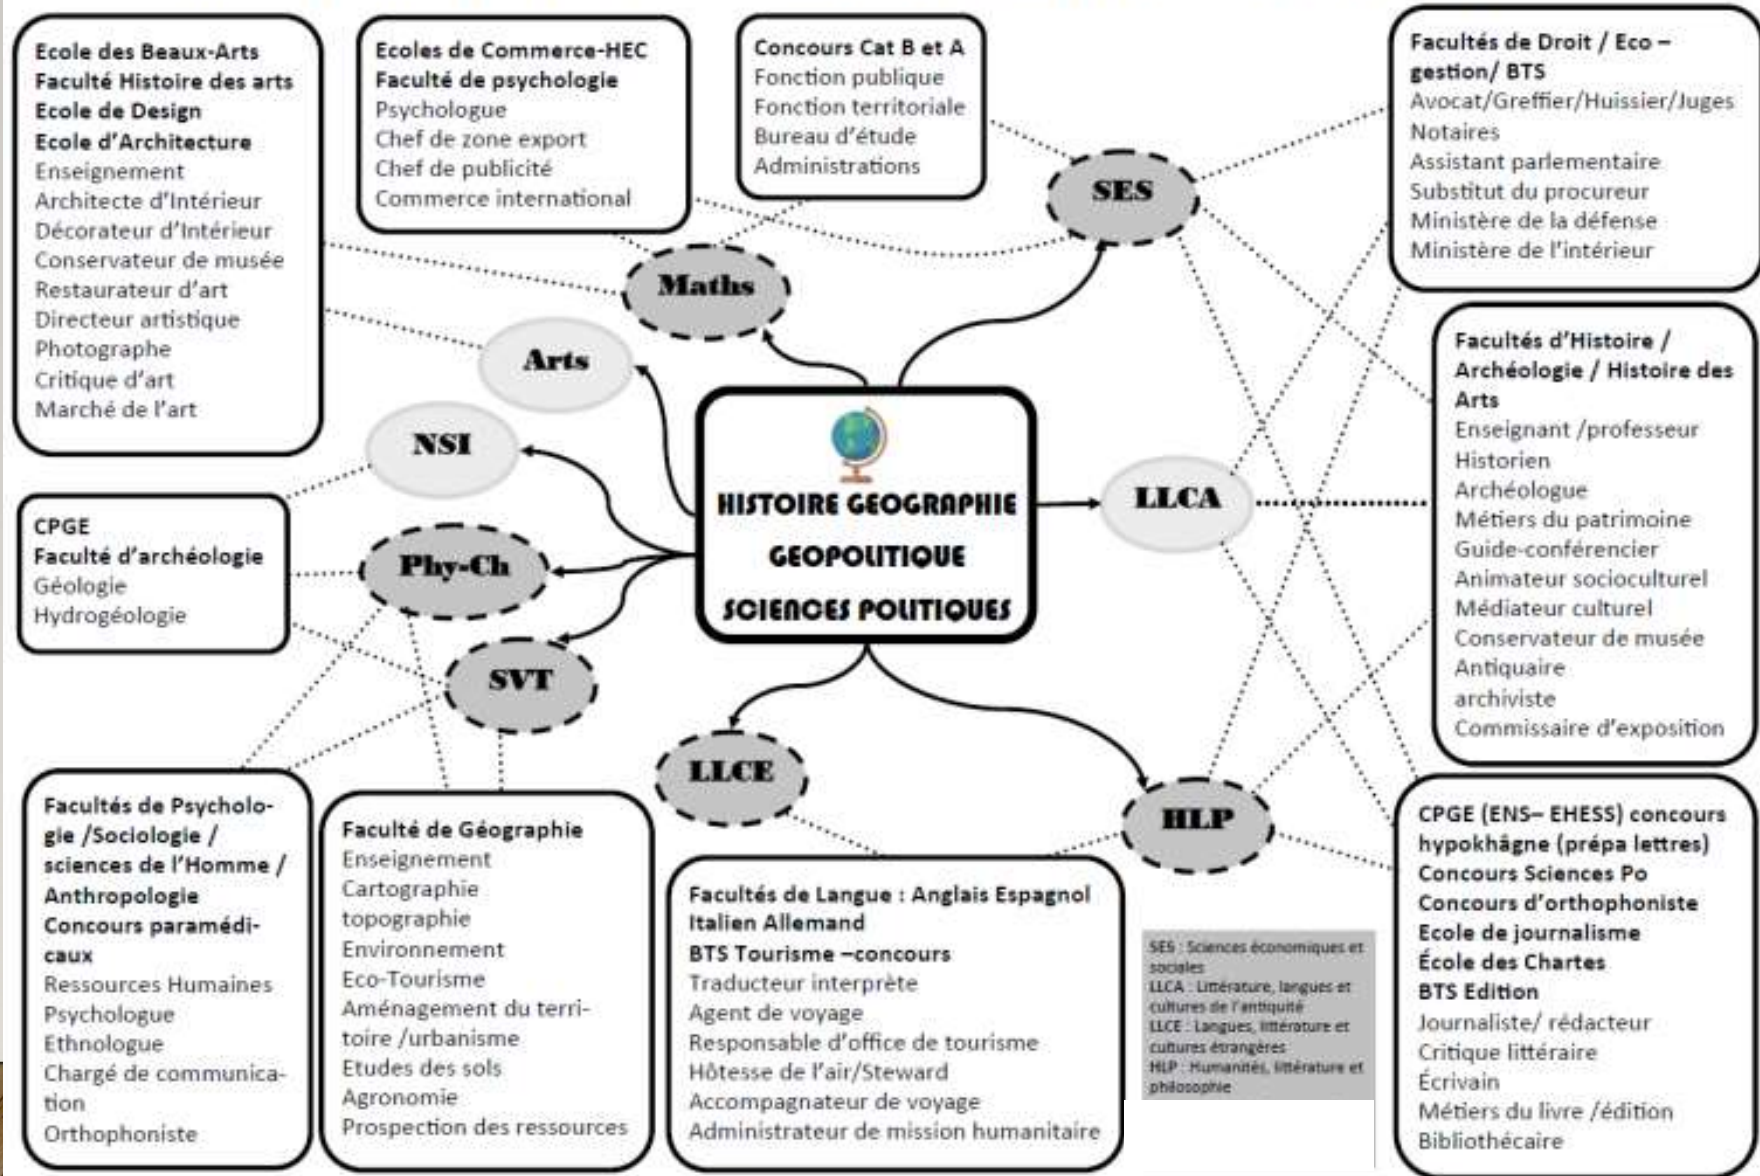 Ecole des Beaux-Arts
Faculté Histoire des arts
Ecole de Design
Ecole d’Architecture
Enseignement
Architecte d’Intérieur
Décorateur d’Intérieur
Conservateur de musée
Restaurateur d’art
Directeur artistique
Photographe
Critique d’art
Marché de l’art
Ecoles de Commerce-HEC
Faculté de psychologie
Psychologue
Chef de zone export
Chef de publicité
Commerce international
Concours Cat B et A
Fonction publique
Fonction territoriale
Bureau d’étude
Administrations
Facultés de Droit / Eco –
gestion/ BTS
Avocat/Greffier/Huissier/Juges
Notaires
Assistant parlementaire
Substitut du procureur
Ministère de la défense
Ministère de l’intérieur
SES
Maths
Arts
NSI
Phy-Ch
SVT
LLCE
HLP
LLCA
HISTOIRE GEOGRAPHIE
GEOPOLITIQUE
SCIENCES POLITIQUES
CPGE
Faculté d’archéologie
Géologie
Hydrogéologie
Facultés d’Histoire /
Archéologie / Histoire des
Arts
Enseignant /professeur
Historien
Archéologue
Métiers du patrimoine
Guide-conférencier
Animateur socioculturel
Médiateur culturel
Conservateur de musée
Antiquaire
archiviste
Commissaire d’exposition
Facultés de Psycholo-
gie /Sociologie /
sciences de l’Homme /
Anthropologie
Concours paramédi-
caux
Ressources Humaines
Psychologue
Ethnologue
Chargé de communica-
tion
Orthophoniste
Faculté de Géographie
Enseignement
Cartographie
topographie
Environnement
Eco-Tourisme
Aménagement du terri-
toire /urbanisme
Etudes des sols
Agronomie
Prospection des ressources
Facultés de Langue : Anglais Espagnol
Italien Allemand
BTS Tourisme –concours
Traducteur interprète
Agent de voyage
Responsable d’office de tourisme
Hôtesse de l’air/Steward
Accompagnateur de voyage
Administrateur de mission humanitaire
SES : Sciences économiques et
sociales
LLCA : Littérature, langues et
cultures de l’antiquité
LLCE : Langues, littérature et
cultures étrangères
HLP : Humanités, littérature et
philosophie
CPGE (ENS– EHESS) concours
hypokhâgne (prépa lettres)
Concours Sciences Po
Concours d’orthophoniste
Ecole de journalisme
École des Chartes
BTS Edition
Journaliste/ rédacteur
Critique littéraire
Écrivain
Métiers du livre /édition
Bibliothécaire